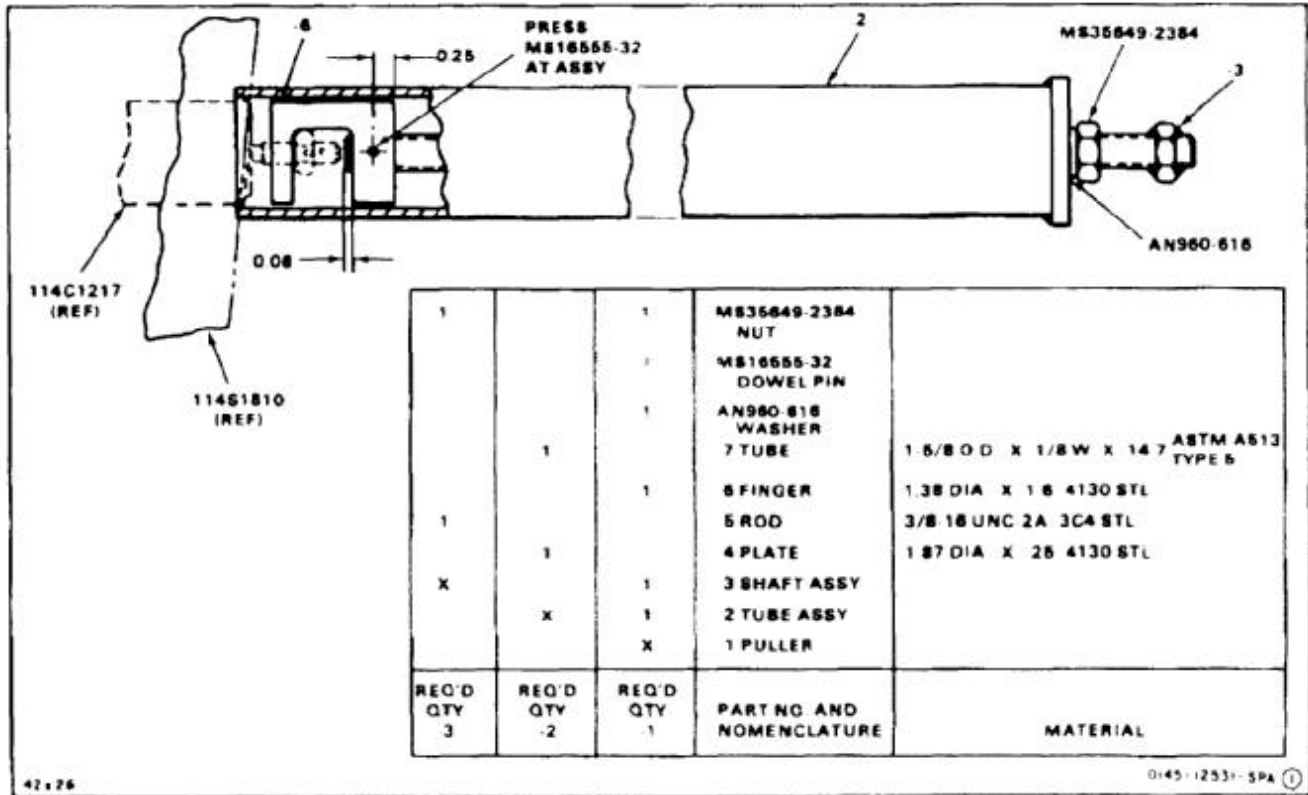 -6
PRESS
MS16555-32
AT ASSY
0.25
2
MS35649-2384
3
0.06
AN960-616
114C1217
(REF)
114S1810
(REF)
1 1 MS35649-2384
NUT
MS16555-32
DOWEL PIN
1 AN960-616
WASHER
1 7 TUBE 1-5/8 O D X 1/8 W X 14.7 ASTM A513
TYPE 5
1 6 FINGER 1.38 DIA X 1.6 4130 STL
1 5 ROD 3/8-16 UNC 2A 3C4 STL
1 4 PLATE 1.87 DIA X .25 4130 STL
X 1 3 SHAFT ASSY
X 1 2 TUBE ASSY
X 1 PULLER
REQ'D REQ'D REQ'D
QTY QTY QTY PART NO. AND
3 -2 -1 NOMENCLATURE MATERIAL
42x26
0145-12531-SPA 1